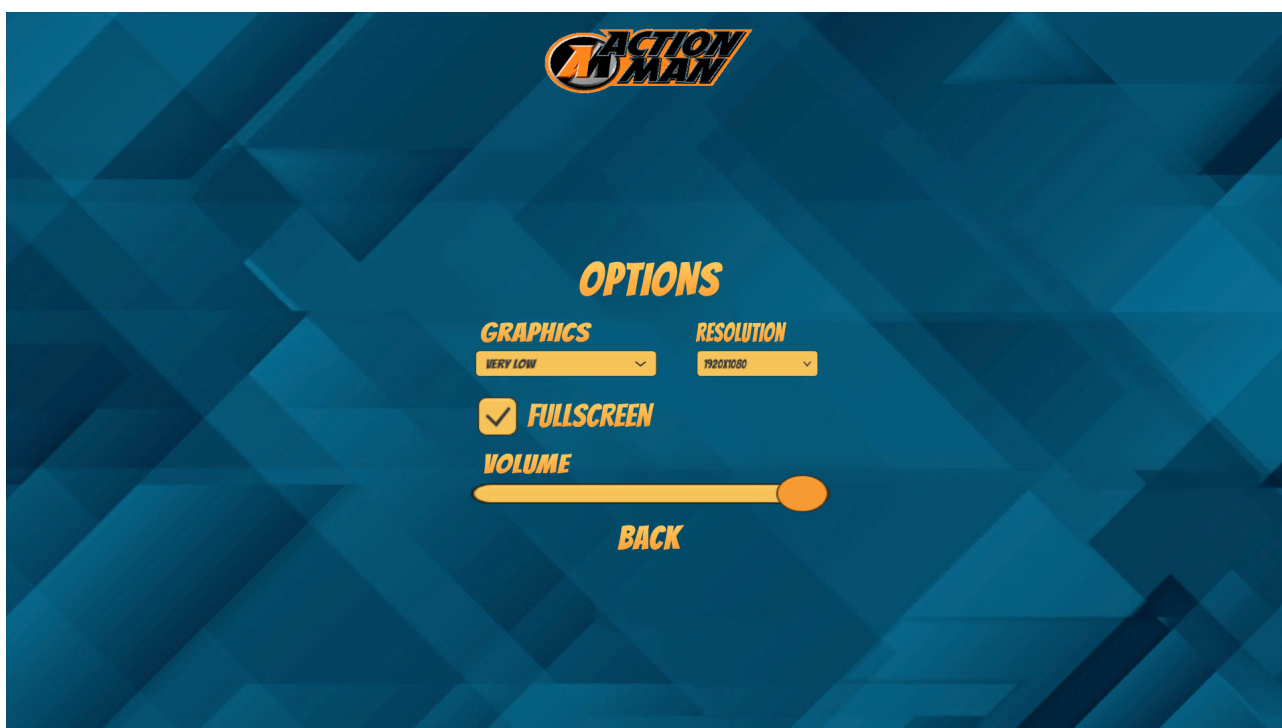 ACTION
MAN
OPTIONS
GRAPHICS RESOLUTION
VERY LOW 1920X1080
FULLSCREEN
VOLUME
BACK